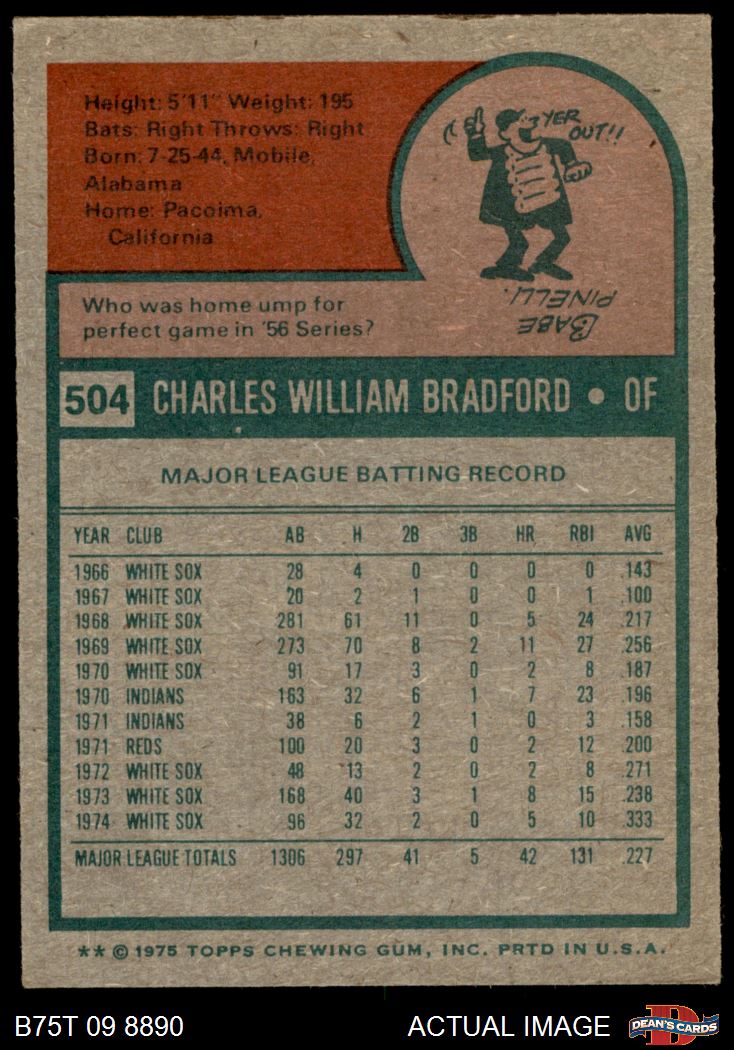 Height: 5'11" Weight: 195
Bats: Right Throws: Right
Born: 7-25-44, Mobile,
Alabama
Home: Pacoima,
California
YER
OUT!!
BABE
PINELLI.
Who was home ump for
perfect game in '56 Series?
504 CHARLES WILLIAM BRADFORD • OF
MAJOR LEAGUE BATTING RECORD
YEAR CLUB AB H 2B 3B HR RBI AVG
1966 WHITE SOX 28 4 0 0 0 0 .143
1967 WHITE SOX 20 2 1 0 0 1 .100
1968 WHITE SOX 281 61 11 0 5 24 .217
1969 WHITE SOX 273 70 8 2 11 27 .256
1970 WHITE SOX 91 17 3 0 2 8 .187
1970 INDIANS 163 32 6 1 7 23 .196
1971 INDIANS 38 6 2 1 0 3 .158
1971 REDS 100 20 3 0 2 12 .200
1972 WHITE SOX 48 13 2 0 2 8 .271
1973 WHITE SOX 168 40 3 1 8 15 .238
1974 WHITE SOX 96 32 2 0 5 10 .333
MAJOR LEAGUE TOTALS 1306 297 41 5 42 131 .227
** © 1975 TOPPS CHEWING GUM, INC. PRTD IN U.S.A.
B75T 09 8890 ACTUAL IMAGE D DEAN'S CARDS